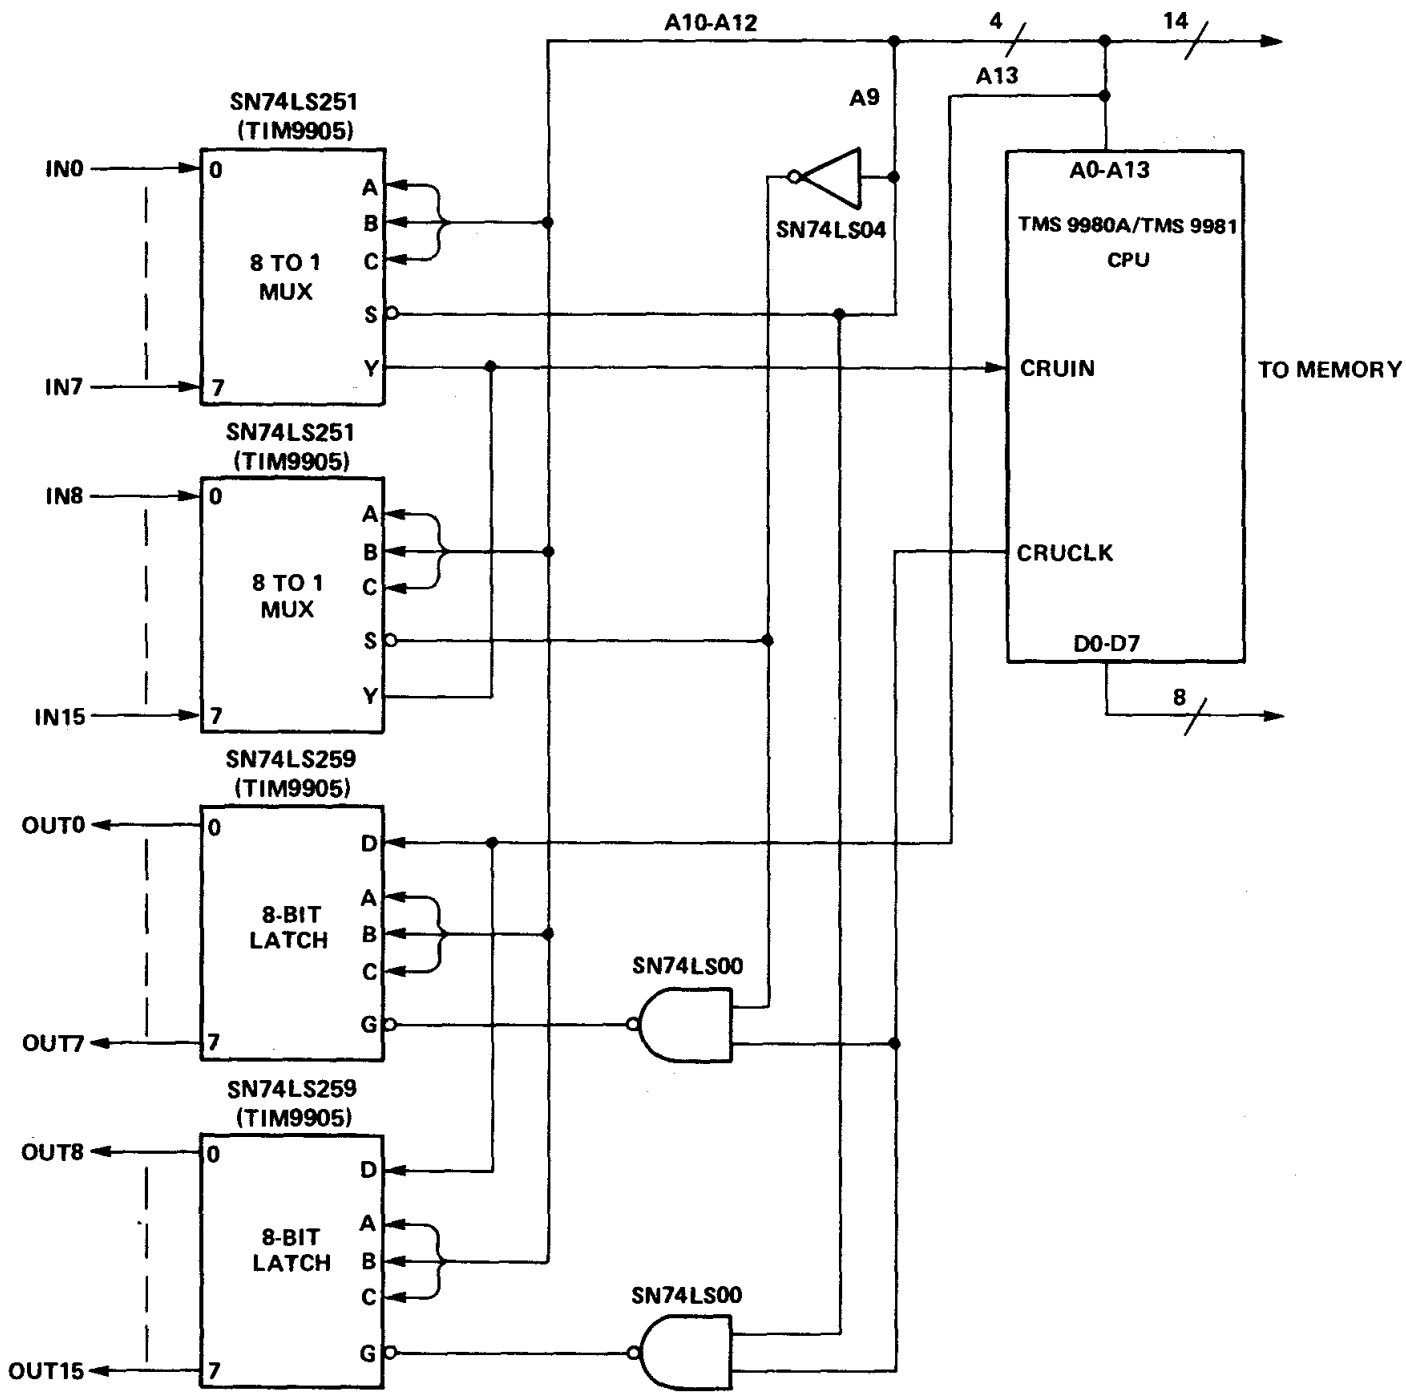 A10-A12
4
14
A13
A9
SN74LS251
(TIM9905)
IN0
0
A
B
C
8 TO 1
MUX
S
Y
IN7
7
SN74LS04
A0-A13
TMS 9980A/TMS 9981
CPU
CRUIN
TO MEMORY
CRUCLK
D0-D7
8
SN74LS251
(TIM9905)
IN8
0
A
B
C
8 TO 1
MUX
S
Y
IN15
7
SN74LS259
(TIM9905)
OUT0
0
D
A
8-BIT
LATCH
B
C
G
OUT7
7
SN74LS00
SN74LS259
(TIM9905)
OUT8
0
D
A
8-BIT
LATCH
B
C
G
OUT15
7
SN74LS00